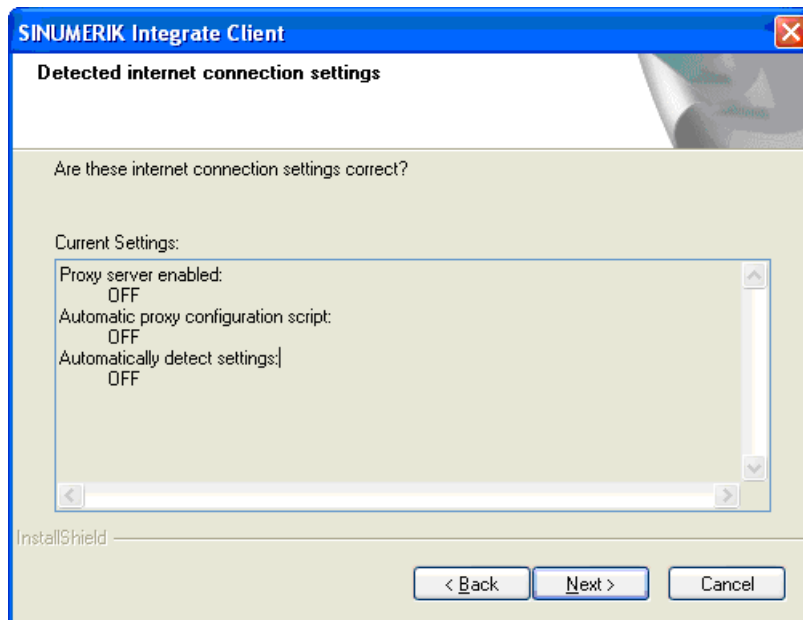 SINUMERIK Integrate Client
Detected internet connection settings
Are these internet connection settings correct?
Current Settings:
Proxy server enabled:
OFF
Automatic proxy configuration script:
OFF
Automatically detect settings:
OFF
InstallShield
< Back
Next >
Cancel